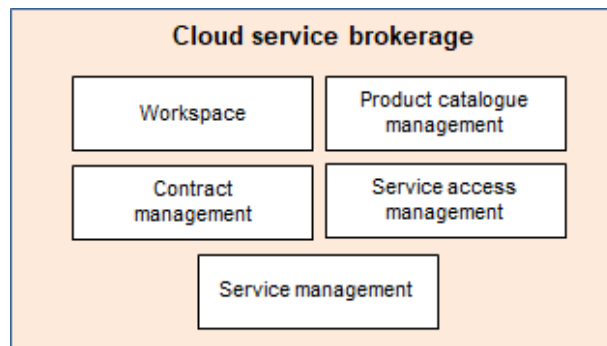 Cloud service brokerage
Workspace
Product catalogue
management
Contract
management
Service access
management
Service management